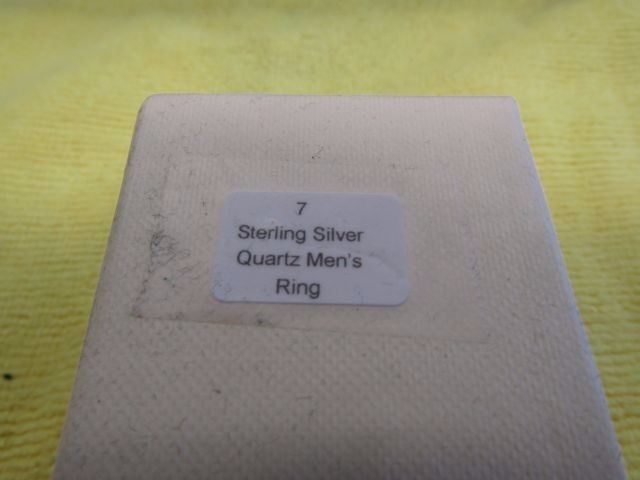 7
Sterling Silver
Quartz Men's
Ring